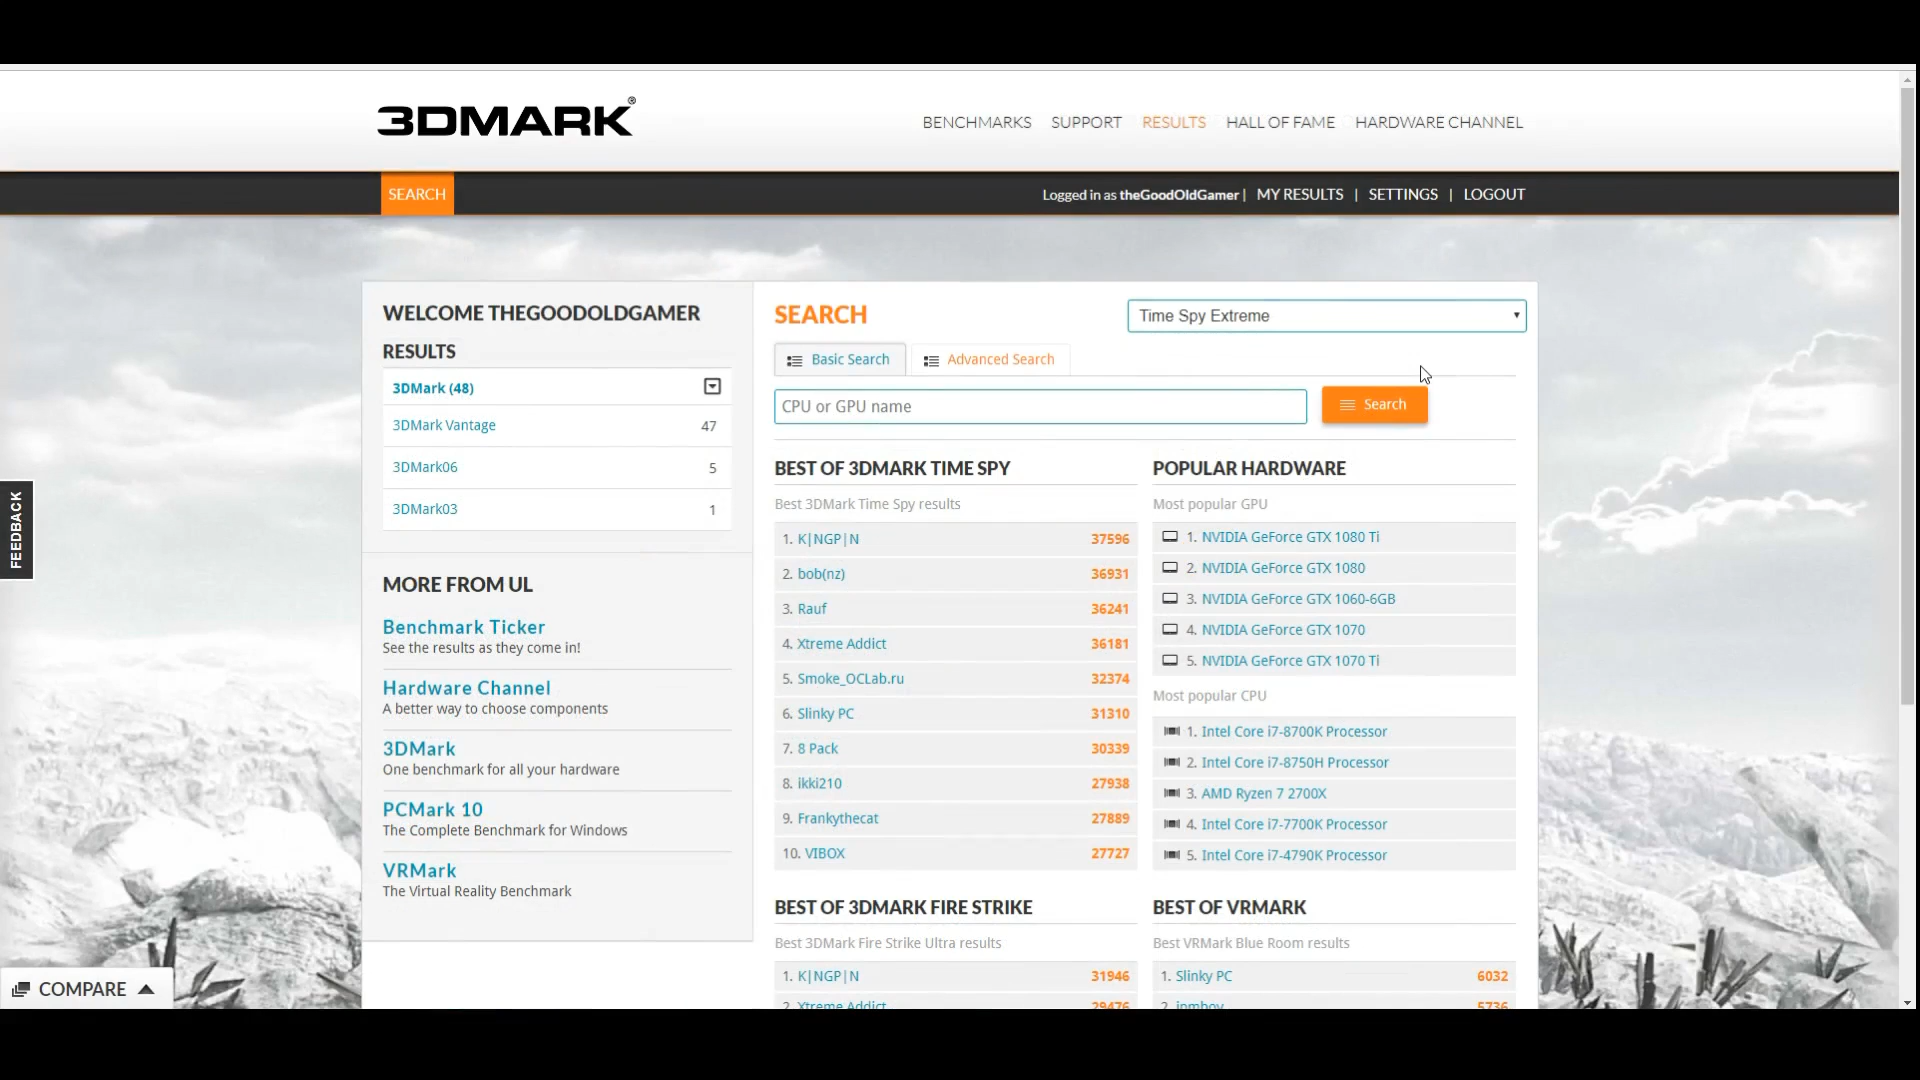 3DMARK®
BENCHMARKS SUPPORT RESULTS HALL OF FAME HARDWARE CHANNEL
SEARCH
Logged in as theGoodOldGamer | MY RESULTS | SETTINGS | LOGOUT
WELCOME THEGOODOLDGAMER
RESULTS
3DMark (48)
3DMark Vantage 47
3DMark06 5
3DMark03 1
MORE FROM UL
Benchmark Ticker
See the results as they come in!
Hardware Channel
A better way to choose components
3DMark
One benchmark for all your hardware
PCMark 10
The Complete Benchmark for Windows
VRMark
The Virtual Reality Benchmark
SEARCH
Time Spy Extreme
Basic Search
Advanced Search
CPU or GPU name
Search
BEST OF 3DMARK TIME SPY
Best 3DMark Time Spy results
1. K|NGP|N 37596
2. bob(nz) 36931
3. Rauf 36241
4. Xtreme Addict 36181
5. Smoke_OCLab.ru 32374
6. Slinky PC 31310
7. 8 Pack 30339
8. ikki210 27938
9. Frankythecat 27889
10. VIBOX 27727
POPULAR HARDWARE
Most popular GPU
1. NVIDIA GeForce GTX 1080 Ti
2. NVIDIA GeForce GTX 1080
3. NVIDIA GeForce GTX 1060-6GB
4. NVIDIA GeForce GTX 1070
5. NVIDIA GeForce GTX 1070 Ti
Most popular CPU
1. Intel Core i7-8700K Processor
2. Intel Core i7-8750H Processor
3. AMD Ryzen 7 2700X
4. Intel Core i7-7700K Processor
5. Intel Core i7-4790K Processor
BEST OF 3DMARK FIRE STRIKE
Best 3DMark Fire Strike Ultra results
1. K|NGP|N 31946
2. Xtreme Addict 29476
BEST OF VRMARK
Best VRMark Blue Room results
1. Slinky PC 6032
2. jpmboy 5736
FEEDBACK
COMPARE